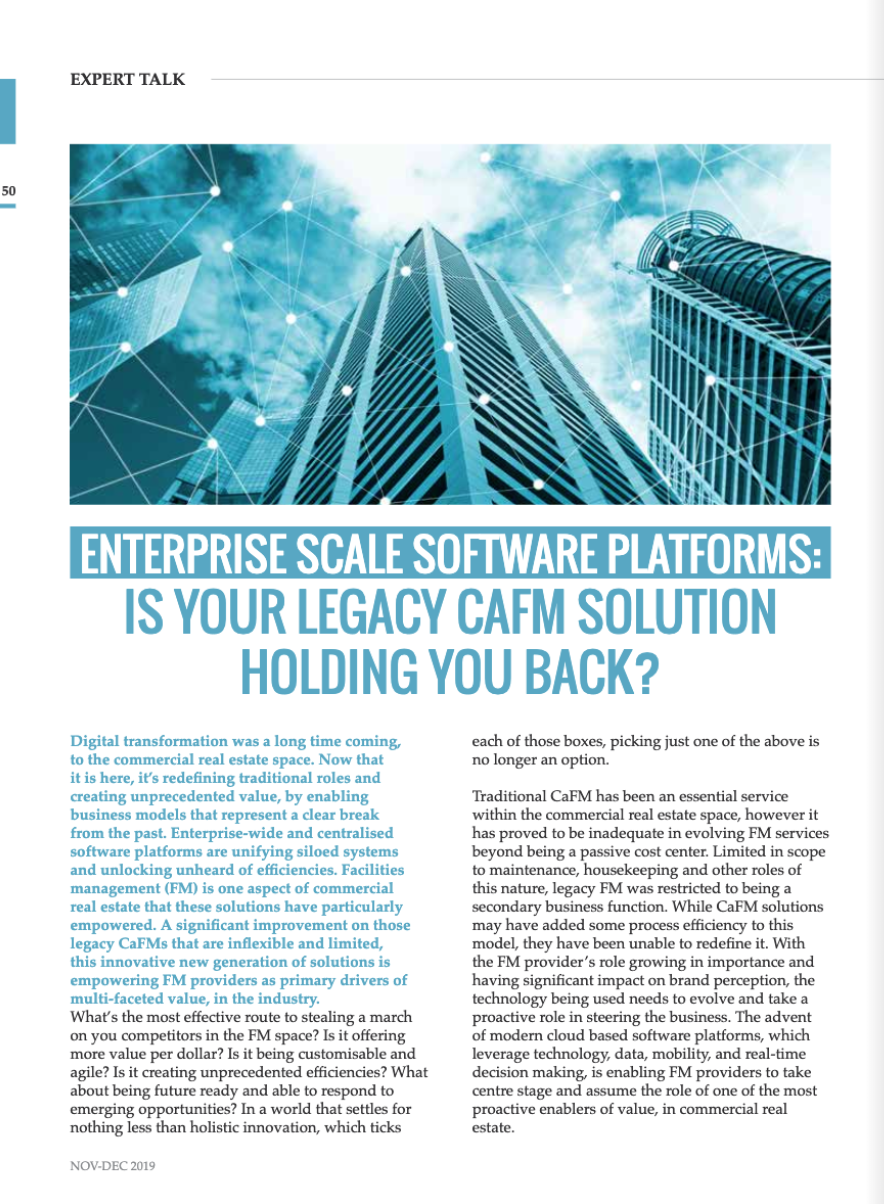 EXPERT TALK
50
ENTERPRISE SCALE SOFTWARE PLATFORMS:
IS YOUR LEGACY CAFM SOLUTION
HOLDING YOU BACK?
Digital transformation was a long time coming,
to the commercial real estate space. Now that
it is here, it's redefining traditional roles and
creating unprecedented value, by enabling
business models that represent a clear break
from the past. Enterprise-wide and centralised
software platforms are unifying siloed systems
and unlocking unheard of efficiencies. Facilities
management (FM) is one aspect of commercial
real estate that these solutions have particularly
empowered. A significant improvement on those
legacy CaFMs that are inflexible and limited,
this innovative new generation of solutions is
empowering FM providers as primary drivers of
multi-faceted value, in the industry.
What's the most effective route to stealing a march
on you competitors in the FM space? Is it offering
more value per dollar? Is it being customisable and
agile? Is it creating unprecedented efficiencies? What
about being future ready and able to respond to
emerging opportunities? In a world that settles for
nothing less than holistic innovation, which ticks
each of those boxes, picking just one of the above is
no longer an option.
Traditional CaFM has been an essential service
within the commercial real estate space, however it
has proved to be inadequate in evolving FM services
beyond being a passive cost center. Limited in scope
to maintenance, housekeeping and other roles of
this nature, legacy FM was restricted to being a
secondary business function. While CaFM solutions
may have added some process efficiency to this
model, they have been unable to redefine it. With
the FM provider's role growing in importance and
having significant impact on brand perception, the
technology being used needs to evolve and take a
proactive role in steering the business. The advent
of modern cloud based software platforms, which
leverage technology, data, mobility, and real-time
decision making, is enabling FM providers to take
centre stage and assume the role of one of the most
proactive enablers of value, in commercial real
estate.
NOV-DEC 2019